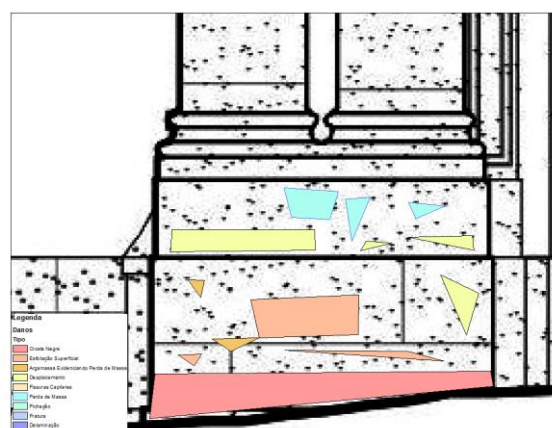 Legenda
Danos
Tipo
Crosta Negra
Esfoliação Superficial
Argamassa Evidenciando Perda de Massa
Desplacamento
Fissuras Capilares
Perda de Massa
Pichação
Fratura
Delaminação